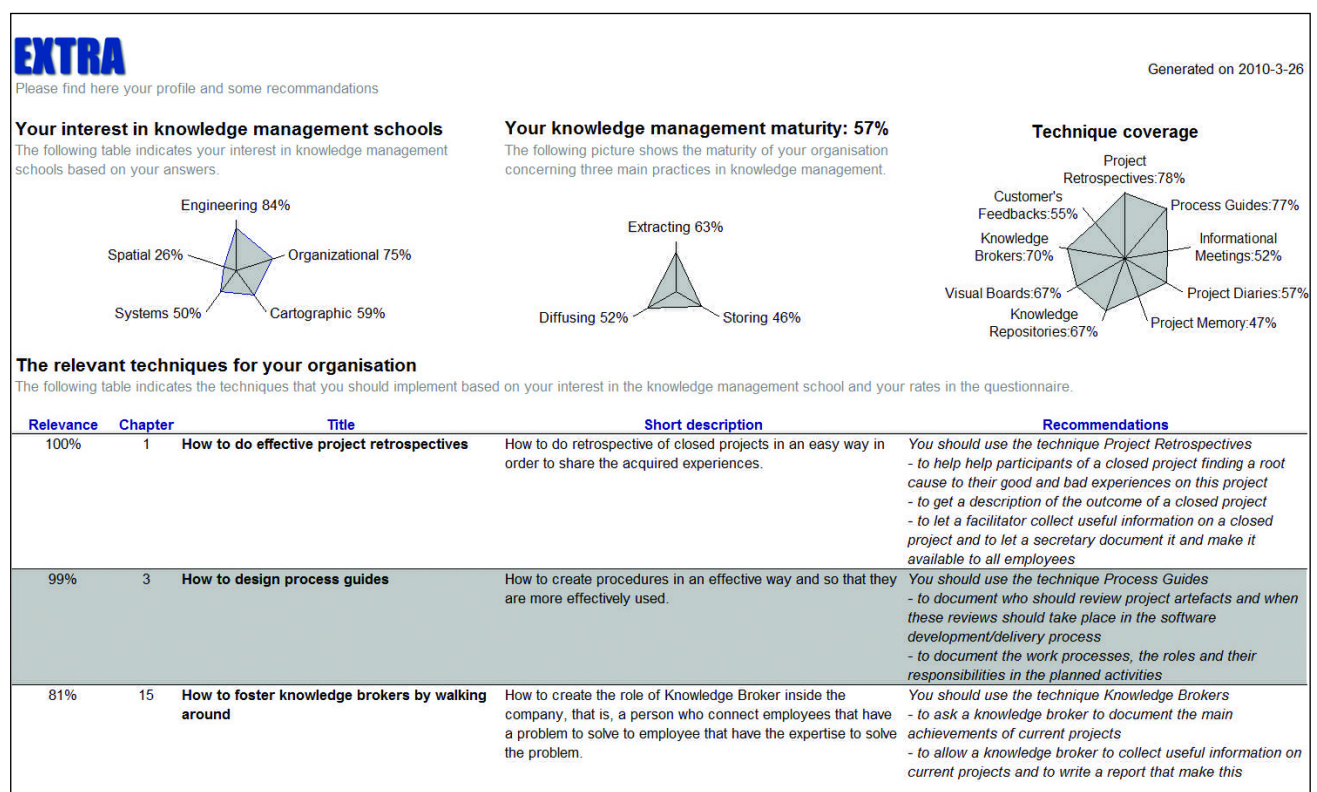 EXTRA
Generated on 2010-3-26
Please find here your profile and some recommandations
Your interest in knowledge management schools
The following table indicates your interest in knowledge management
schools based on your answers.
Engineering 84%
Spatial 26%
Organizational 75%
Systems 50%
Cartographic 59%
Your knowledge management maturity: 57%
The following picture shows the maturity of your organisation
concerning three main practices in knowledge management.
Extracting 63%
Diffusing 52%
Storing 46%
Technique coverage
Project
Retrospectives:78%
Customer's
Feedbacks:55%
Process Guides:77%
Knowledge
Brokers:70%
Informational
Meetings:52%
Visual Boards:67%
Project Diaries:57%
Knowledge
Repositories:67%
Project Memory:47%
The relevant techniques for your organisation
The following table indicates the techniques that you should implement based on your interest in the knowledge management school and your rates in the questionnaire.
Relevance Chapter Title Short description Recommendations
100% 1 How to do effective project retrospectives
How to do retrospective of closed projects in an easy way in
order to share the acquired experiences.
You should use the technique Project Retrospectives
- to help help participants of a closed project finding a root
cause to their good and bad experiences on this project
- to get a description of the outcome of a closed project
- to let a facilitator collect useful information on a closed
project and to let a secretary document it and make it
available to all employees
99% 3 How to design process guides
How to create procedures in an effective way and so that they
are more effectively used.
You should use the technique Process Guides
- to document who should review project artefacts and when
these reviews should take place in the software
development/delivery process
- to document the work processes, the roles and their
responsibilities in the planned activities
81% 15 How to foster knowledge brokers by walking
around
How to create the role of Knowledge Broker inside the
company, that is, a person who connect employees that have
a problem to solve to employee that have the expertise to solve
the problem.
You should use the technique Knowledge Brokers
- to ask a knowledge broker to document the main
achievements of current projects
- to allow a knowledge broker to collect useful information on
current projects and to write a report that make this